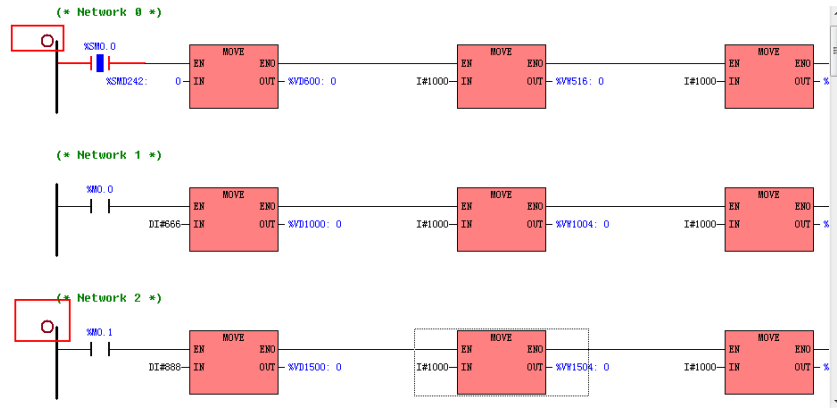 (* Network 0 *)
%SM0.0
MOVE MOVE MOVE
EN ENO EN ENO EN ENO
%SMD242: 0 IN OUT %VD600: 0 I#1000 IN OUT %VW516: 0 I#1000 IN OUT %
(* Network 1 *)
%M0.0
MOVE MOVE MOVE
EN ENO EN ENO EN ENO
DI#666 IN OUT %VD1000: 0 I#1000 IN OUT %VW1004: 0 I#1000 IN OUT %
(* Network 2 *)
%M0.1
MOVE MOVE MOVE
EN ENO EN ENO EN ENO
DI#888 IN OUT %VD1500: 0 I#1000 IN OUT %VW1504: 0 I#1000 IN OUT %